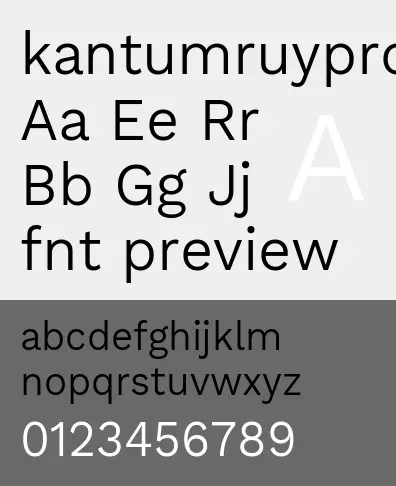 kantumruypro
Aa Ee Rr
A
Bb Gg Jj
fnt preview
abcdefghijklm
nopqrstuvwxyz
0123456789